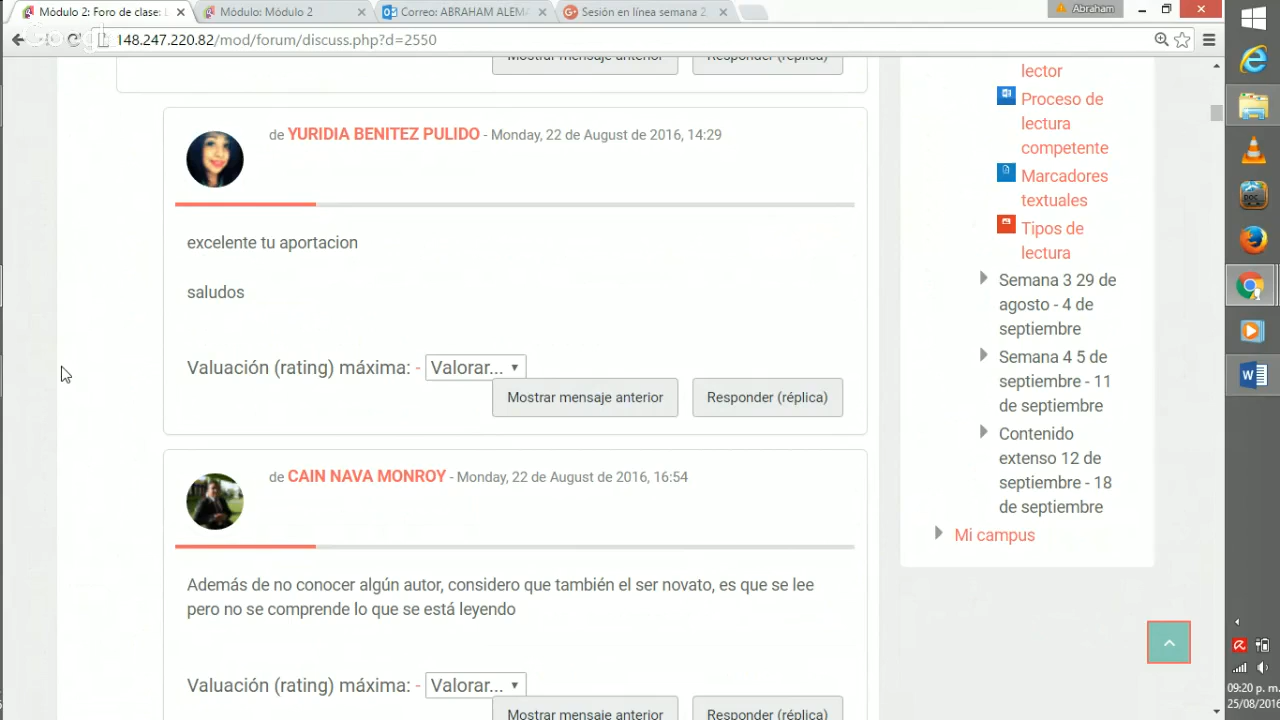 Módulo 2: Foro de clase: L
Módulo: Módulo 2
Correo: ABRAHAM ALEMA
Sesión en línea semana 2
Abraham
148.247.220.82/mod/forum/discuss.php?d=2550
Mostrar mensaje anterior
Responder (réplica)
de YURIDIA BENITEZ PULIDO - Monday, 22 de August de 2016, 14:29
excelente tu aportacion
saludos
Valuación (rating) máxima: - Valorar...
Mostrar mensaje anterior
Responder (réplica)
de CAIN NAVA MONROY - Monday, 22 de August de 2016, 16:54
Además de no conocer algún autor, considero que también el ser novato, es que se lee
pero no se comprende lo que se está leyendo
Valuación (rating) máxima: - Valorar...
Mostrar mensaje anterior
Responder (réplica)
lector
Proceso de
lectura
competente
Marcadores
textuales
Tipos de
lectura
Semana 3 29 de
agosto - 4 de
septiembre
Semana 4 5 de
septiembre - 11
de septiembre
Contenido
extenso 12 de
septiembre - 18
de septiembre
Mi campus
09:20 p. m.
25/08/2016